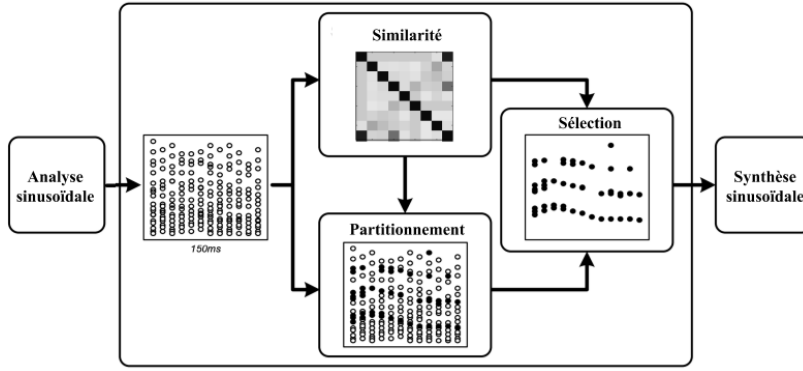 Similarité
Analyse
sinusoïdale
150ms
Partitionnement
Sélection
Synthèse
sinusoïdale